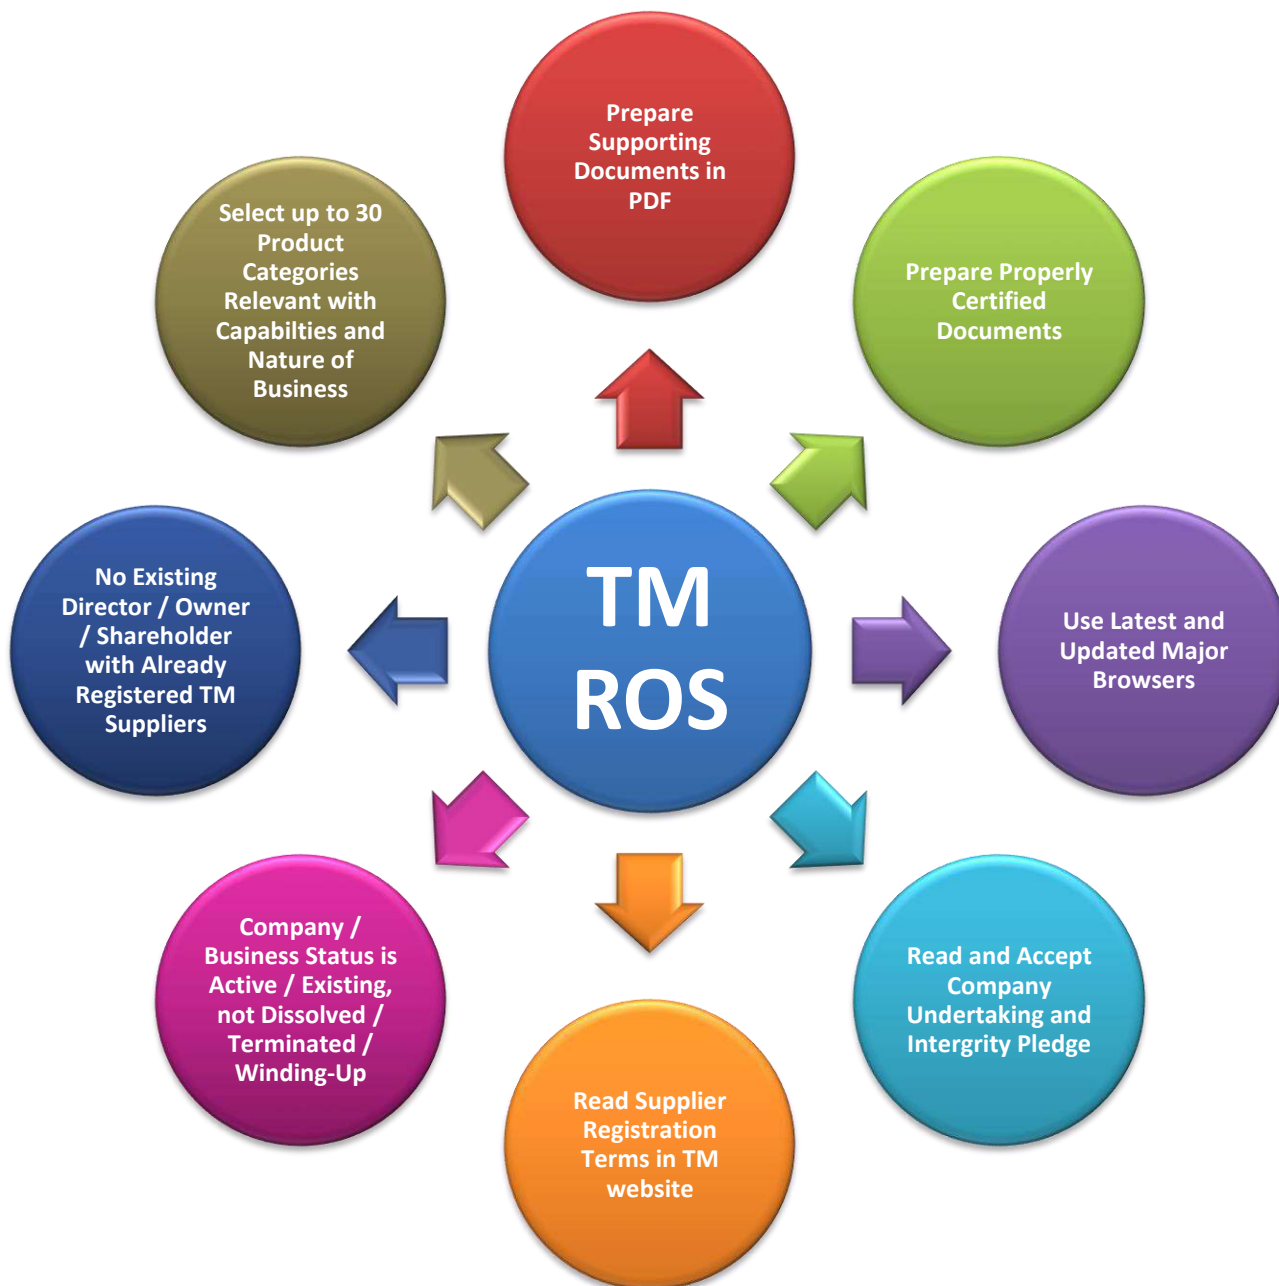 Prepare
Supporting
Documents in
PDF
Prepare Properly
Certified
Documents
Use Latest and
Updated Major
Browsers
Read and Accept
Company
Undertaking and
Intergrity Pledge
Read Supplier
Registration
Terms in TM
website
Company /
Business Status is
Active / Existing,
not Dissolved /
Terminated /
Winding-Up
No Existing
Director / Owner
/ Shareholder
with Already
Registered TM
Suppliers
Select up to 30
Product
Categories
Relevant with
Capabilties and
Nature of
Business
TM
ROS